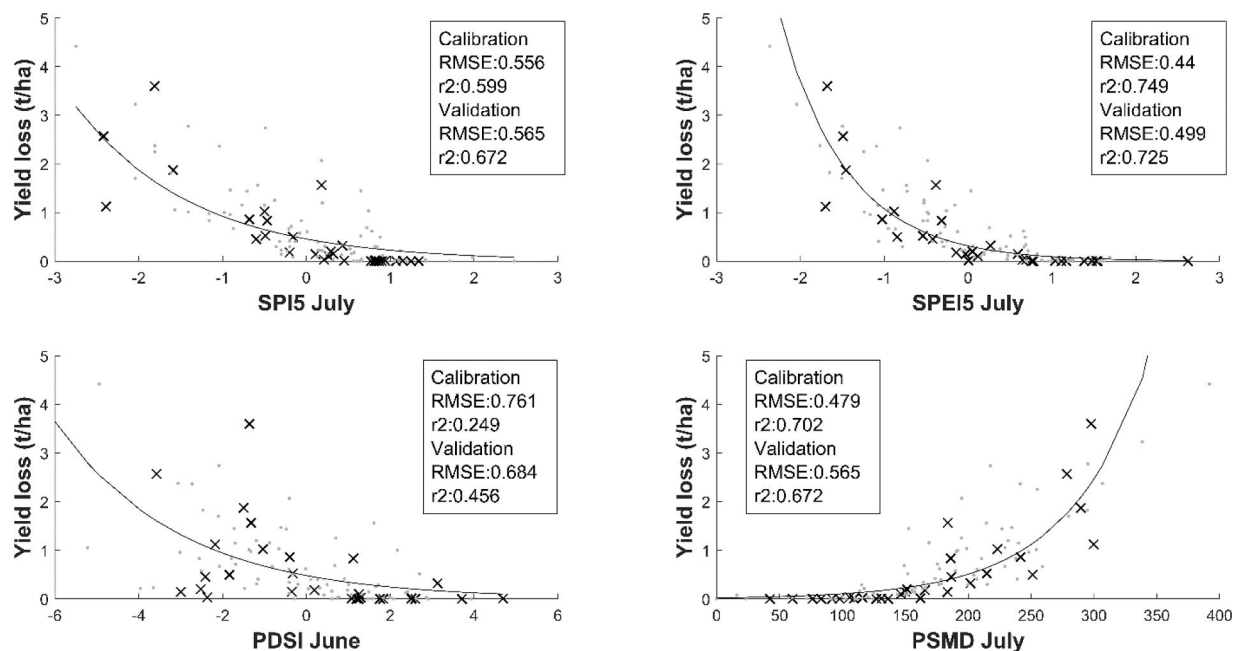 5
4
3
2
1
0
Yield loss (t/ha)
Calibration
RMSE:0.556
r2:0.599
Validation
RMSE:0.565
r2:0.672
-3 -2 -1 0 1 2 3
SPI5 July
5
4
3
2
1
0
Yield loss (t/ha)
Calibration
RMSE:0.44
r2:0.749
Validation
RMSE:0.499
r2:0.725
-3 -2 -1 0 1 2 3
SPEI5 July
5
4
3
2
1
0
Yield loss (t/ha)
Calibration
RMSE:0.761
r2:0.249
Validation
RMSE:0.684
r2:0.456
-6 -4 -2 0 2 4 6
PDSI June
5
4
3
2
1
0
Yield loss (t/ha)
Calibration
RMSE:0.479
r2:0.702
Validation
RMSE:0.565
r2:0.672
0 50 100 150 200 250 300 350 400
PSMD July